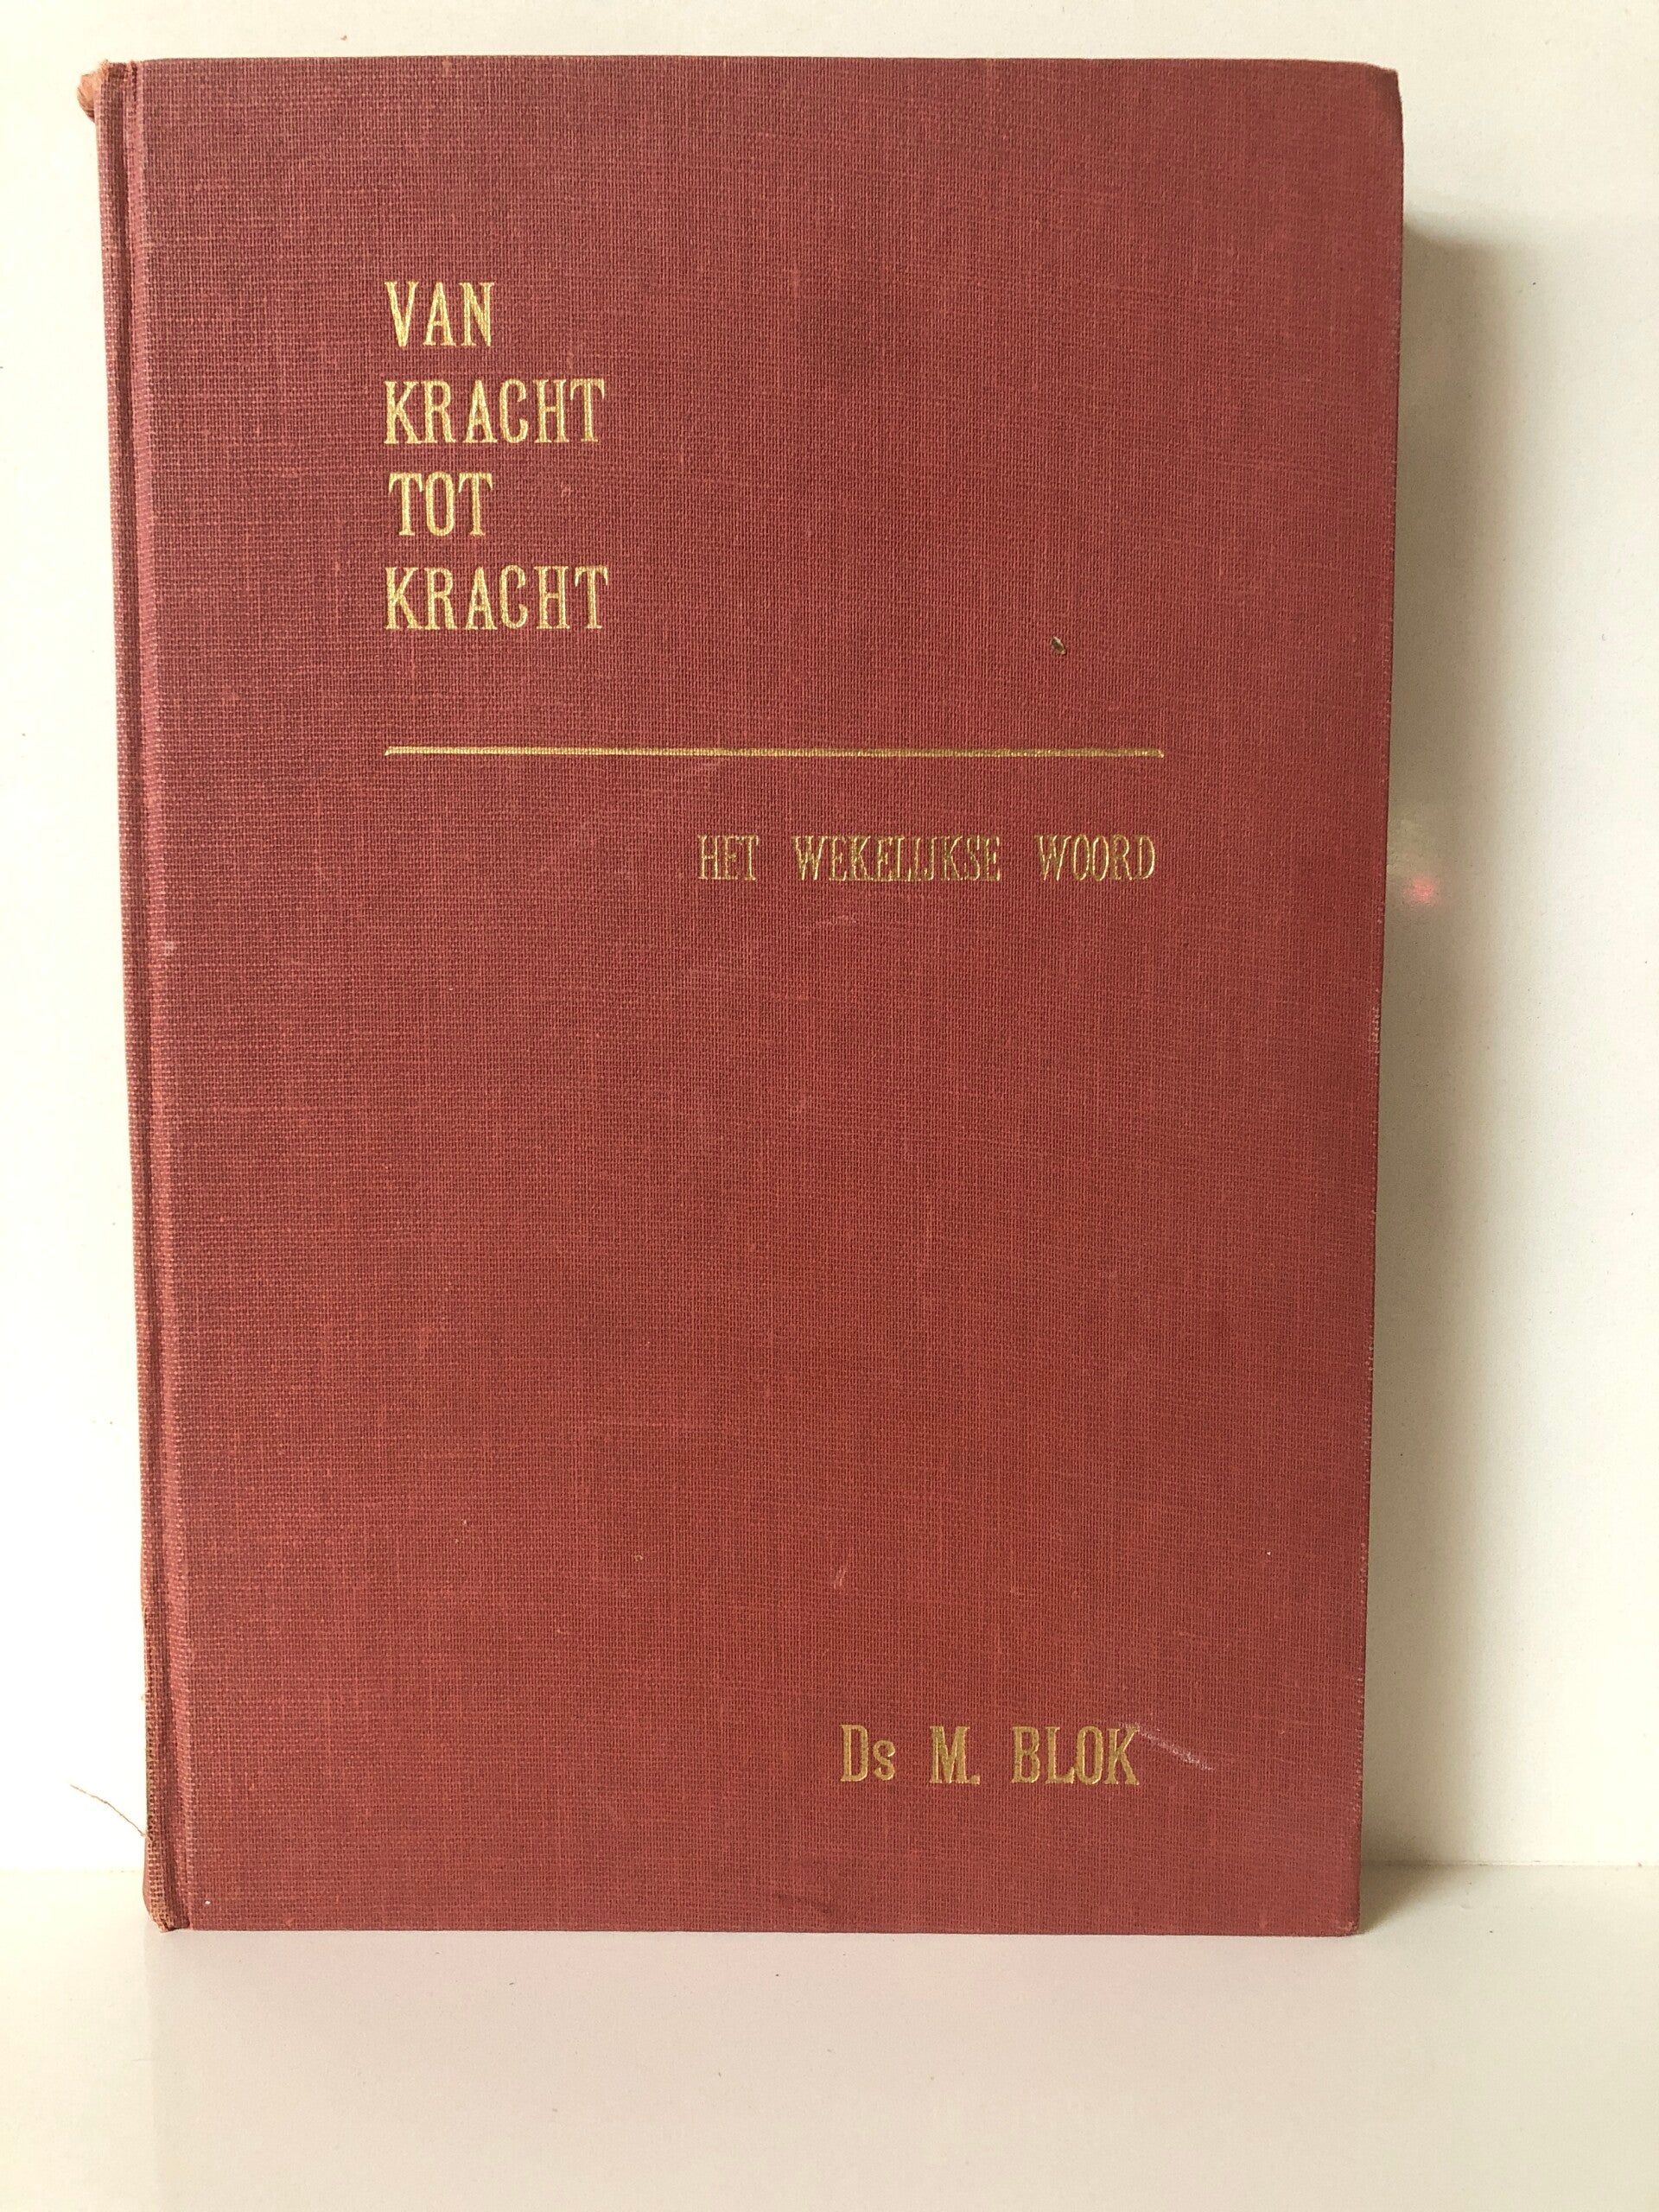 VAN
KRACHT
TOT
KRACHT
HET WEKELIJKSE WOORD
Ds M. BLOK